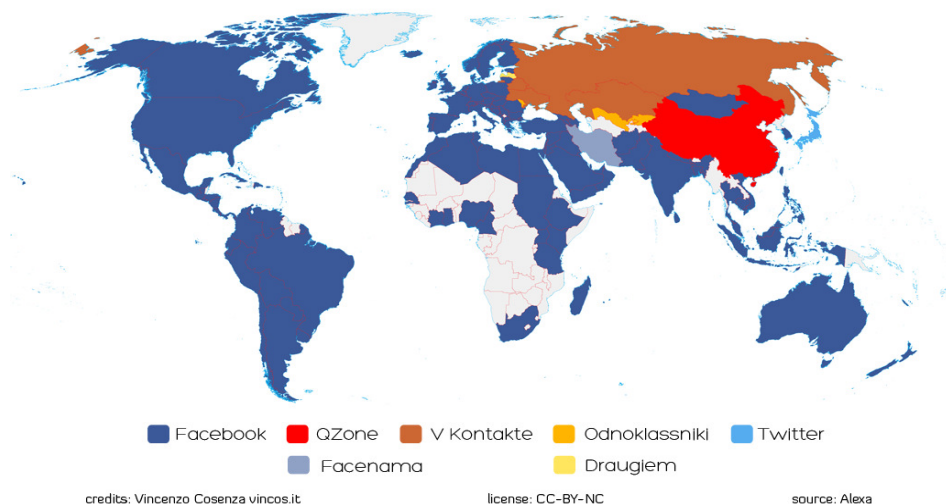 Facebook QZone V Kontakte Odnoklassniki Twitter
Facenama Draugiem
credits: Vincenzo Cosenza vincos.it license: CC-BY-NC source: Alexa